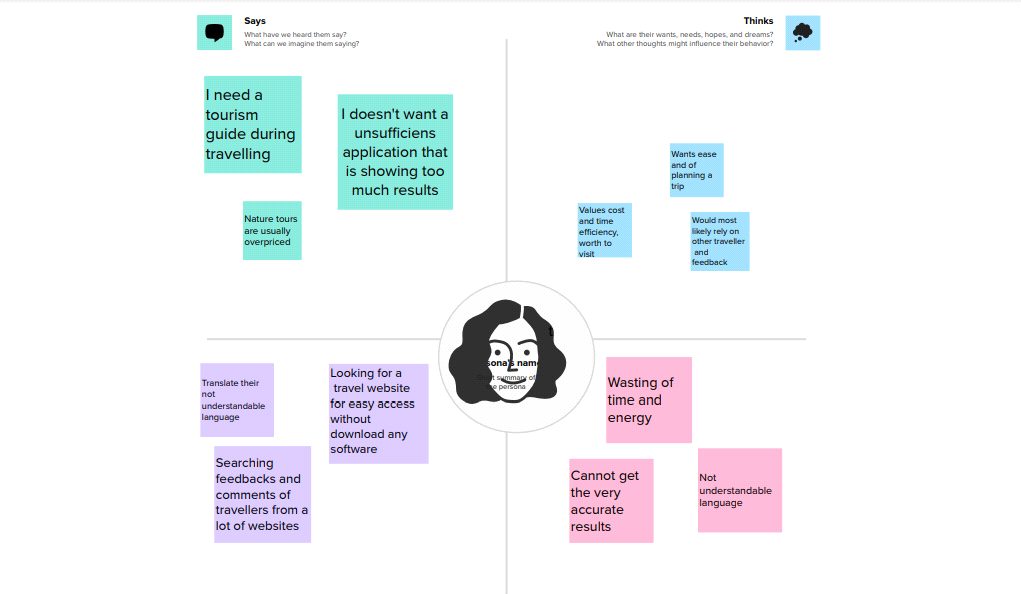 Says
What have we heard them say?
What can we imagine them saying?
Thinks
What are their wants, needs, hopes, and dreams?
What other thoughts might influence their behavior?
I need a
tourism
guide during
travelling
I doesn't want a
unsufficiens
application that
is showing too
much results
Nature tours
are usually
overpriced
Wants ease
and of
planning a
trip
Values cost
and time
efficiency,
worth to
visit
Would most
likely rely on
other traveller
and
feedback
sona's name
summary of
persona
Translate their
not
understandable
language
Looking for a
travel website
for easy access
without
download any
software
Searching
feedbacks and
comments of
travellers from a
lot of websites
Wasting of
time and
energy
Cannot get
the very
accurate
results
Not
understandable
language